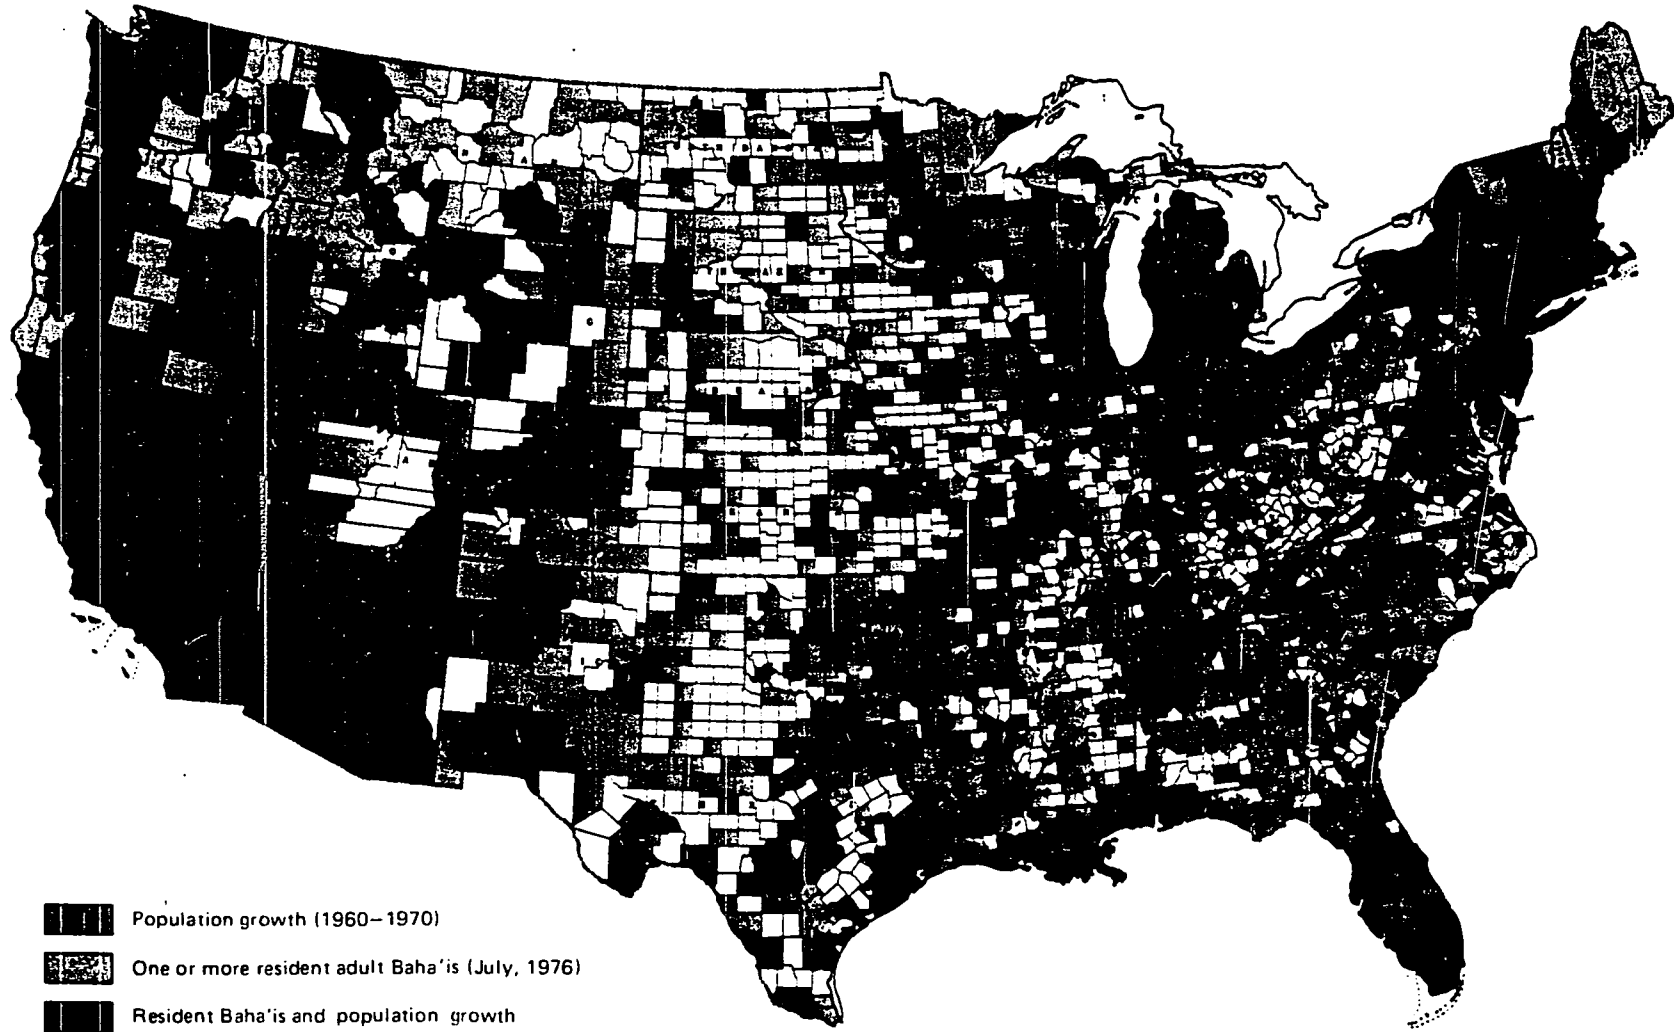 Population growth (1960–1970)
One or more resident adult Baha'is (July, 1976)
Resident Baha'is and population growth